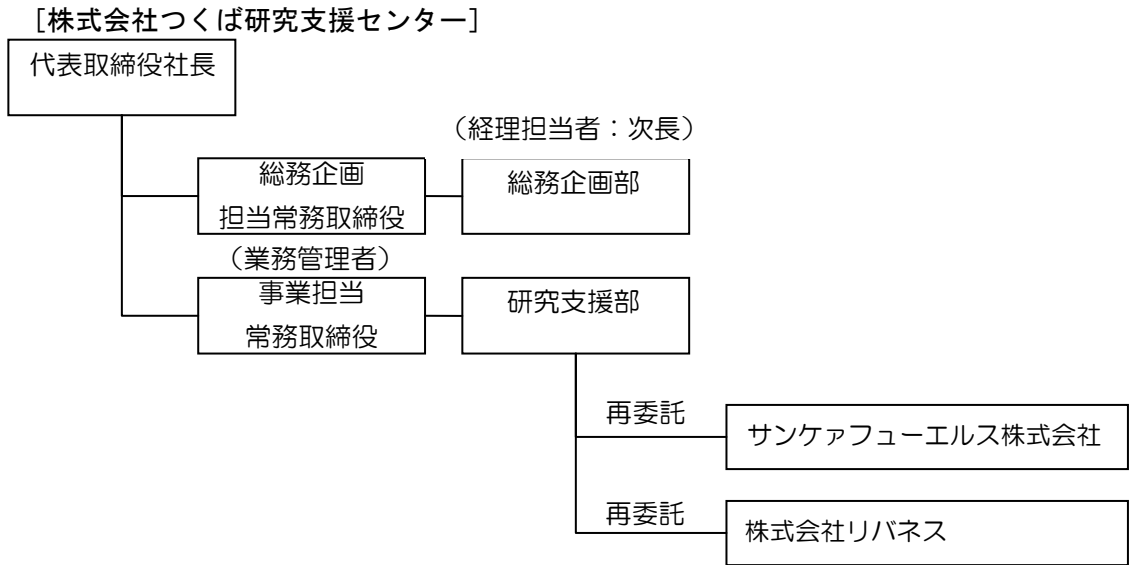 ［株式会社つくば研究支援センター］
代表取締役社長
（経理担当者：次長）
総務企画
担当常務取締役
総務企画部
（業務管理者）
事業担当
常務取締役
研究支援部
再委託
サンケァフューエルス株式会社
再委託
株式会社リバネス